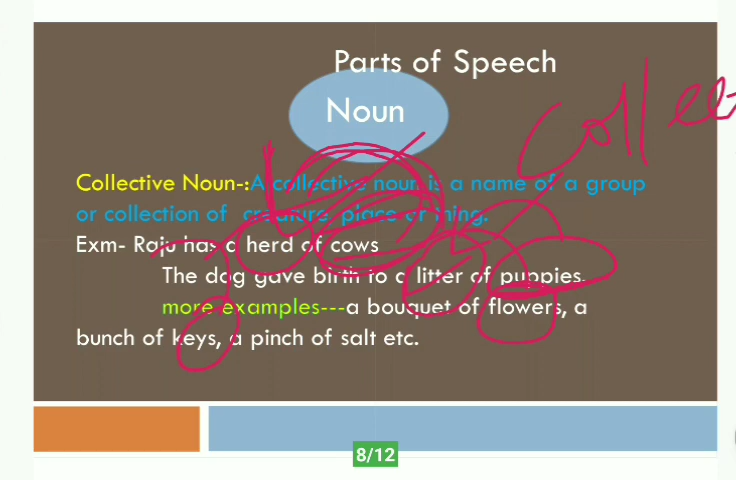 Parts of Speech
Noun
Collective Noun-:A collective noun is a name of a group
or collection of creature, place or thing.
Exm- Raju has a herd of cows
The dog gave birth to a litter of puppies.
more examples---a bouquet of flowers, a
bunch of keys, a pinch of salt etc.
8/12